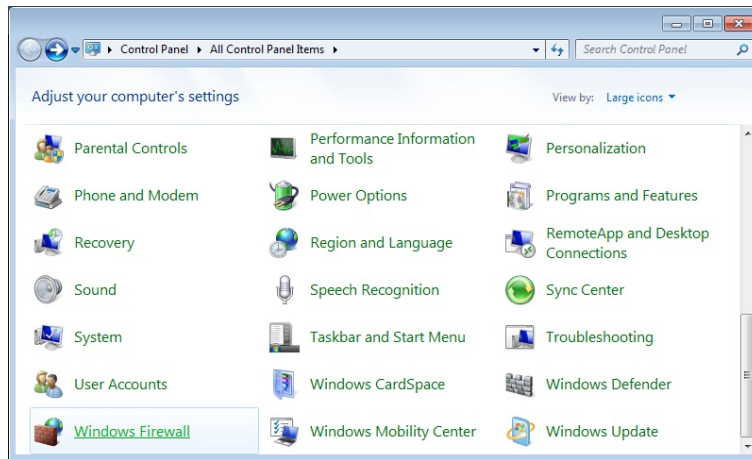 Control Panel All Control Panel Items Search Control Panel
Adjust your computer's settings View by: Large icons
Parental Controls Performance Information and Tools Personalization
Phone and Modem Power Options Programs and Features
Recovery Region and Language RemoteApp and Desktop Connections
Sound Speech Recognition Sync Center
System Taskbar and Start Menu Troubleshooting
User Accounts Windows CardSpace Windows Defender
Windows Firewall Windows Mobility Center Windows Update